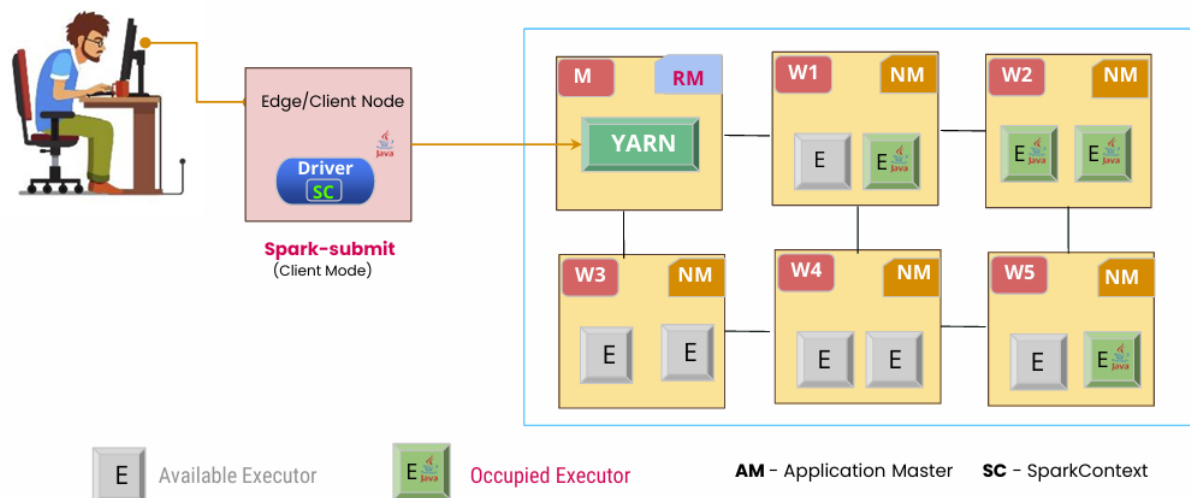 Edge/Client Node
Java
Driver
SC
Spark-submit
(Client Mode)
M
RM
YARN
W1
NM
E
E Java
W2
NM
E Java
E Java
W3
NM
E
E
W4
NM
E
E
W5
NM
E
E Java
E
Available Executor
E Java
Occupied Executor
AM - Application Master
SC - SparkContext